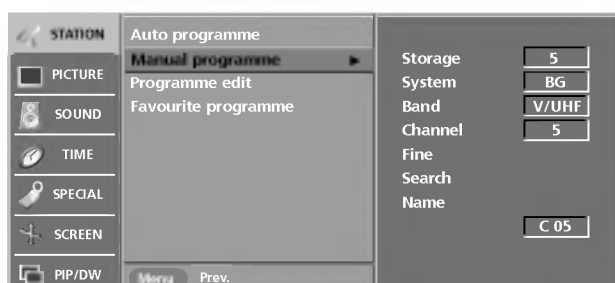 STATION
PICTURE
SOUND
TIME
SPECIAL
SCREEN
PIP/DW
Auto programme
Manual programme
Programme edit
Favourite programme
Menu Prev.
Storage 5
System BG
Band V/UHF
Channel 5
Fine
Search
Name
C 05